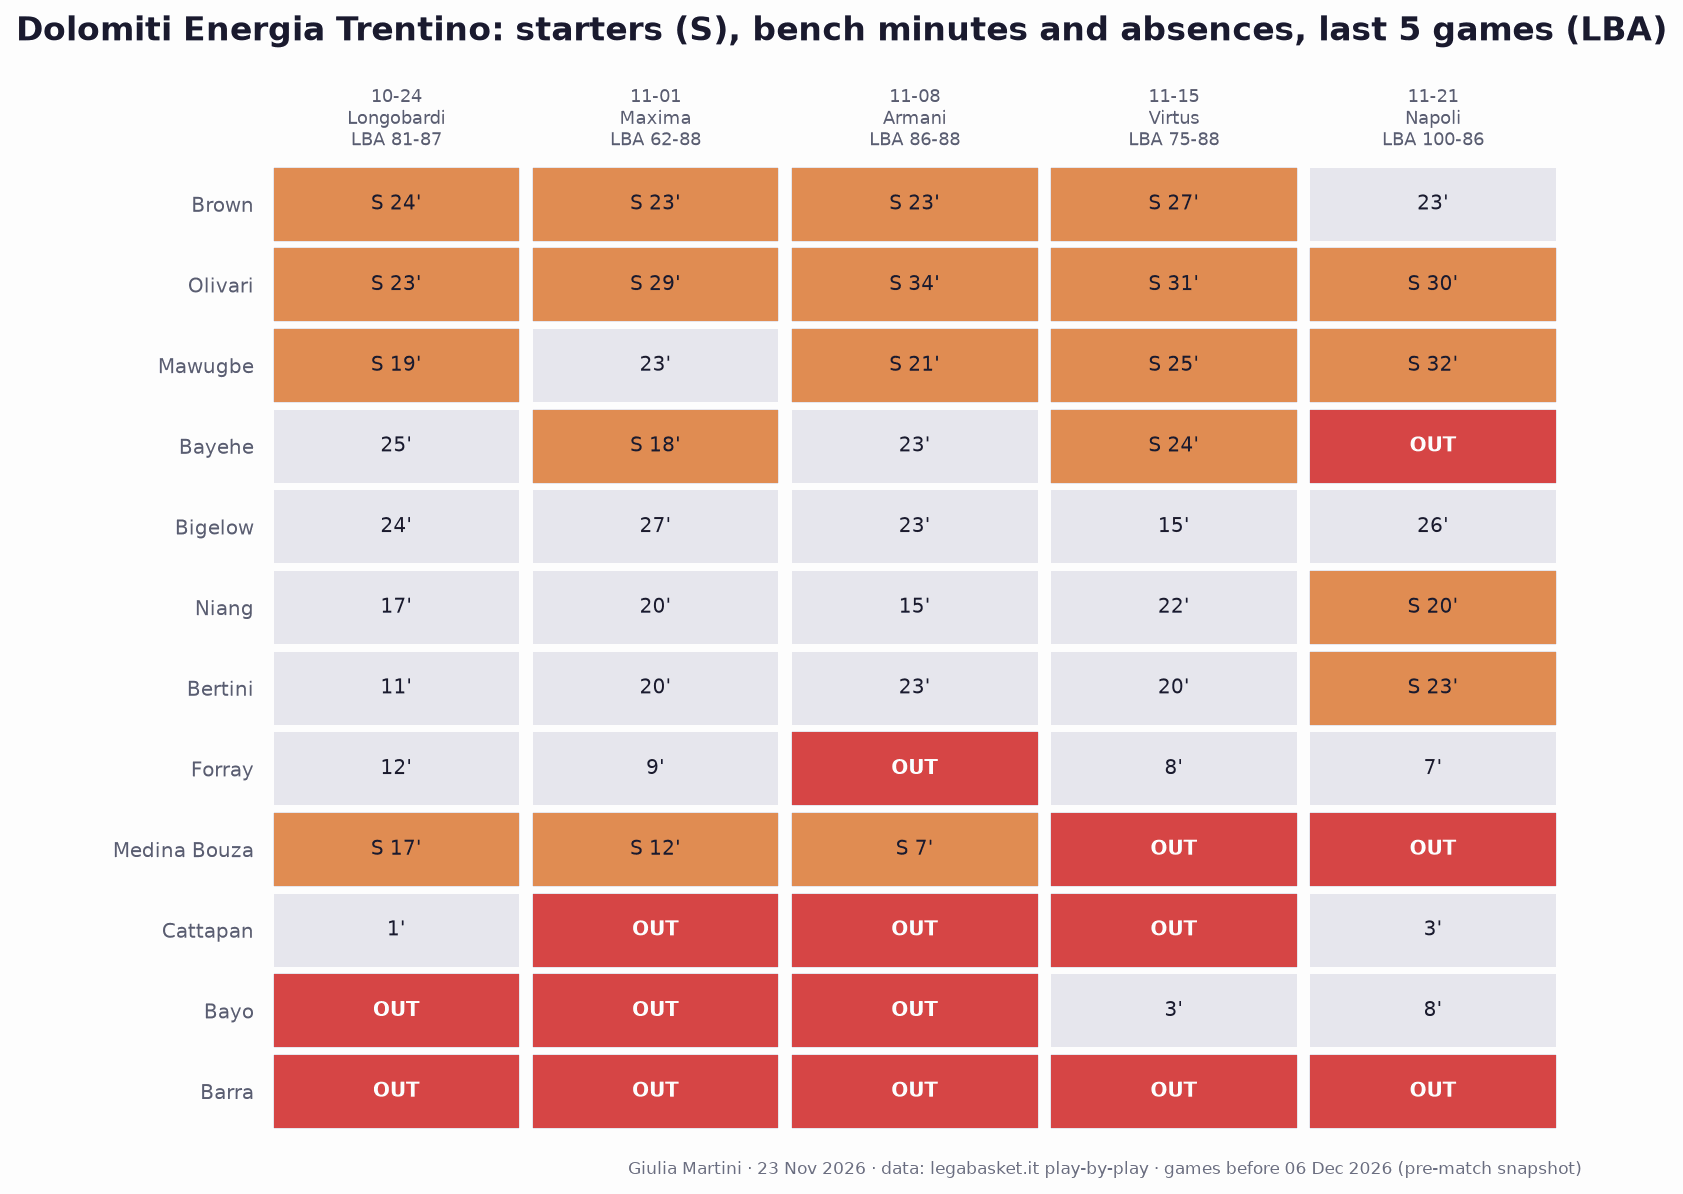 Dolomiti Energia Trentino: starters (S), bench minutes and absences, last 5 games (LBA)
10-24 11-01 11-08 11-15 11-21
Longobardi Maxima Armani Virtus Napoli
LBA 81-87 LBA 62-88 LBA 86-88 LBA 75-88 LBA 100-86
Brown S 24' S 23' S 23' S 27' 23'
Olivari S 23' S 29' S 34' S 31' S 30'
Mawugbe S 19' 23' S 21' S 25' S 32'
Bayehe 25' S 18' 23' S 24' OUT
Bigelow 24' 27' 23' 15' 26'
Niang 17' 20' 15' 22' S 20'
Bertini 11' 20' 23' 20' S 23'
Forray 12' 9' OUT 8' 7'
Medina Bouza S 17' S 12' S 7' OUT OUT
Cattapan 1' OUT OUT OUT 3'
Bayo OUT OUT OUT 3' 8'
Barra OUT OUT OUT OUT OUT
Giulia Martini · 23 Nov 2026 · data: legabasket.it play-by-play · games before 06 Dec 2026 (pre-match snapshot)